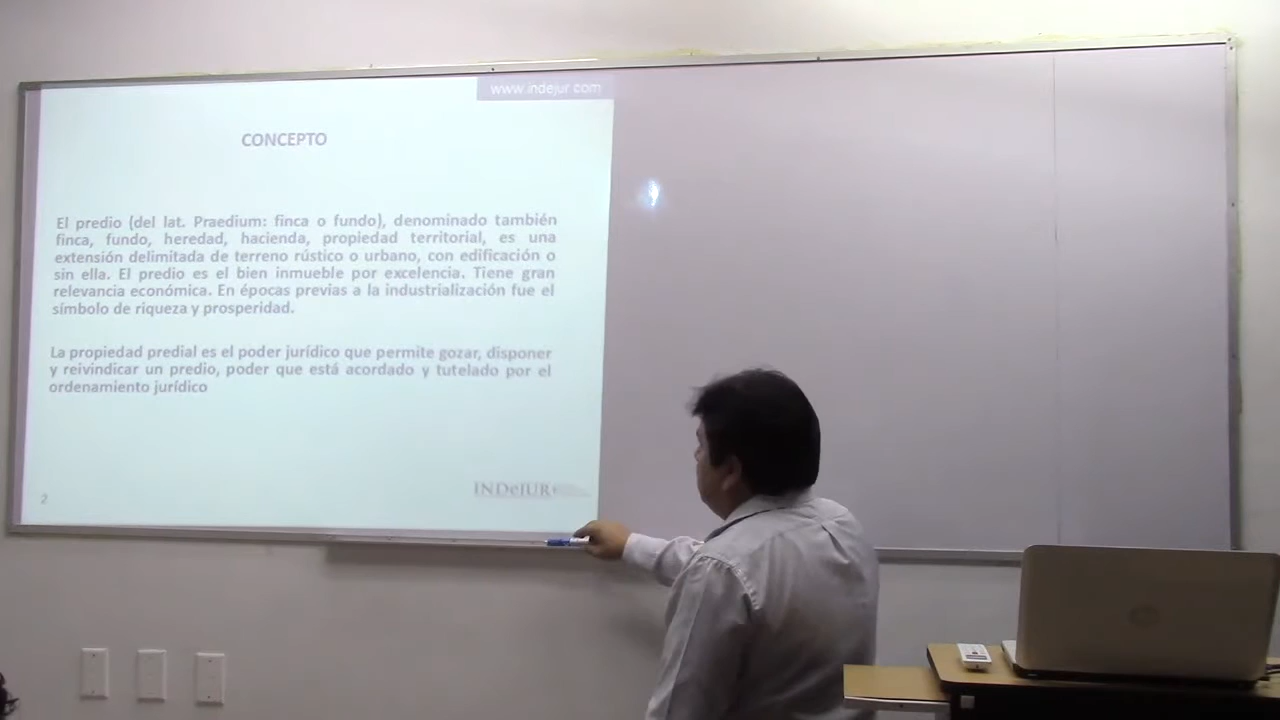 www.indejur.com
CONCEPTO
El predio (del lat. Praedium: finca o fundo), denominado también
finca, fundo, heredad, hacienda, propiedad territorial, es una
extensión delimitada de terreno rústico o urbano, con edificación o
sin ella. El predio es el bien inmueble por excelencia. Tiene gran
relevancia económica. En épocas previas a la industrialización fue el
símbolo de riqueza y prosperidad.
La propiedad predial es el poder jurídico que permite gozar, disponer
y reivindicar un predio, poder que está acordado y tutelado por el
ordenamiento jurídico
INDeJUR
2